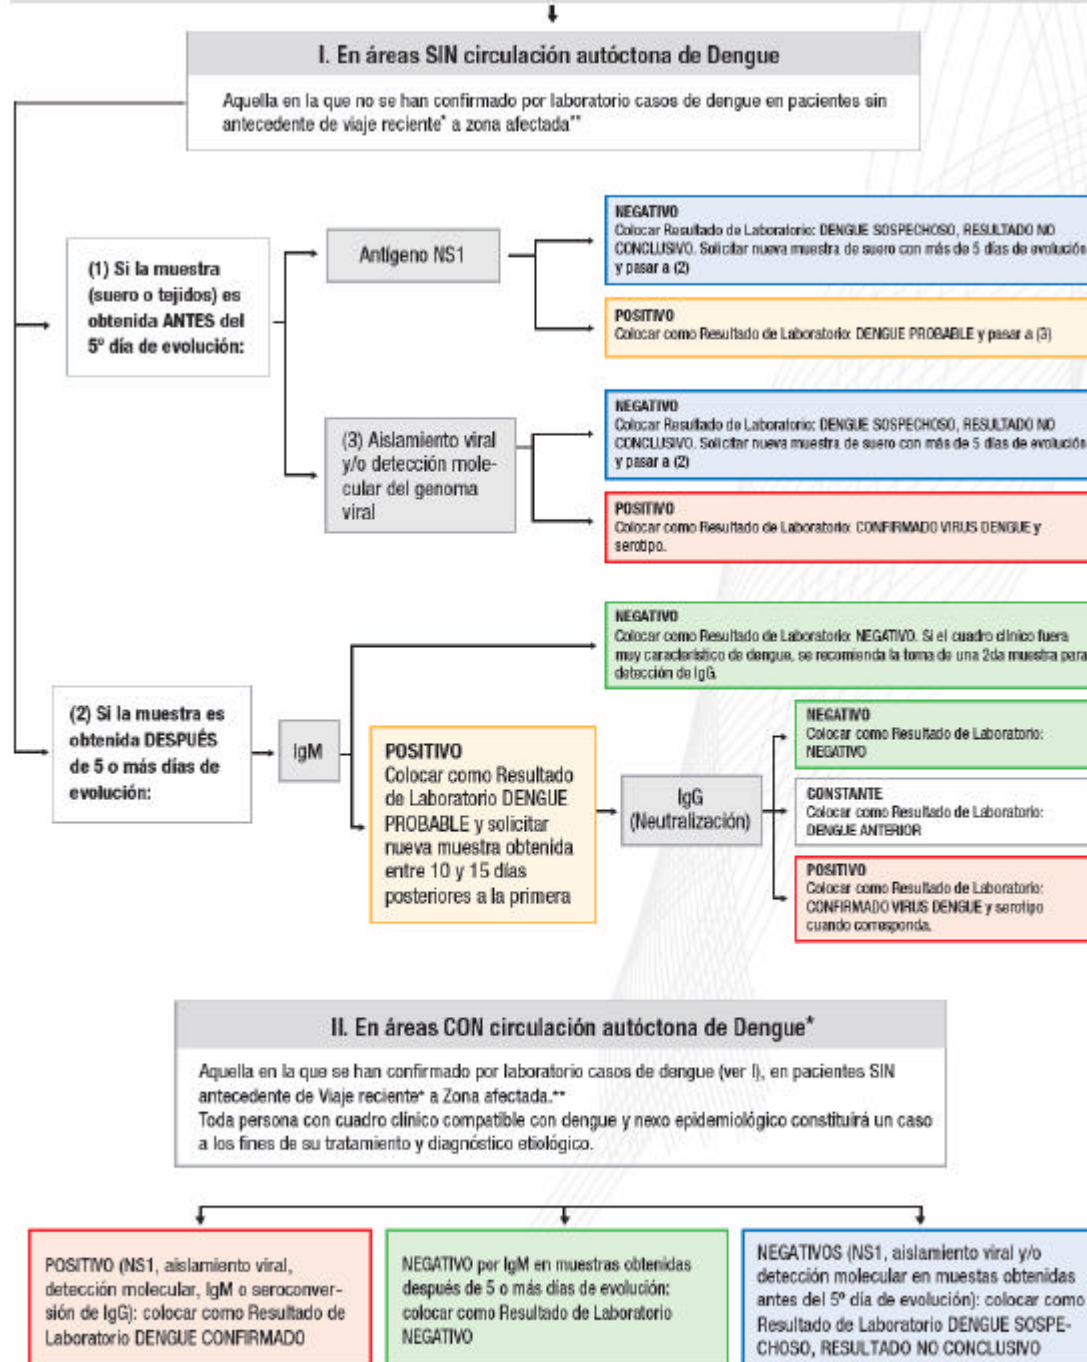 I. En áreas SIN circulación autóctona de Dengue
Aquella en la que no se han confirmado por laboratorio casos de dengue en pacientes sin
antecedente de viaje reciente* a zona afectada**
(1) Si la muestra
(suero o tejidos) es
obtenida ANTES del
5º día de evolución:
Antígeno NS1
NEGATIVO
Colocar Resultado de Laboratorio: DENGUE SOSPECHOSO, RESULTADO NO
CONCLUSIVO. Solicitar nueva muestra de suero con más de 5 días de evolución
y pasar a (2)
POSITIVO
Colocar como Resultado de Laboratorio: DENGUE PROBABLE y pasar a (3)
(3) Aislamiento viral
y/o detección mole-
cular del genoma
viral
NEGATIVO
Colocar Resultado de Laboratorio: DENGUE SOSPECHOSO, RESULTADO NO
CONCLUSIVO. Solicitar nueva muestra de suero con más de 5 días de evolución
y pasar a (2)
POSITIVO
Colocar como Resultado de Laboratorio: CONFIRMADO VIRUS DENGUE y
serotipo.
(2) Si la muestra es
obtenida DESPUÉS
de 5 o más días de
evolución:
IgM
NEGATIVO
Colocar como Resultado de Laboratorio: NEGATIVO. Si el cuadro clínico fuera
muy característico de dengue, se recomienda la toma de una 2da muestra para
detección de IgG.
POSITIVO
Colocar como Resultado
de Laboratorio DENGUE
PROBABLE y solicitar
nueva muestra obtenida
entre 10 y 15 días
posteriores a la primera
IgG
(Neutralización)
NEGATIVO
Colocar como Resultado de Laboratorio:
NEGATIVO
CONSTANTE
Colocar como Resultado de Laboratorio:
DENGUE ANTERIOR
POSITIVO
Colocar como Resultado de Laboratorio:
CONFIRMADO VIRUS DENGUE y serotipo
cuando corresponda.
II. En áreas CON circulación autóctona de Dengue*
Aquella en la que se han confirmado por laboratorio casos de dengue (ver I), en pacientes SIN
antecedente de Viaje reciente* a Zona afectada.**
Toda persona con cuadro clínico compatible con dengue y nexo epidemiológico constituirá un caso
a los fines de su tratamiento y diagnóstico etiológico.
POSITIVO (NS1, aislamiento viral,
detección molecular, IgM o seroconver-
sión de IgG): colocar como Resultado de
Laboratorio DENGUE CONFIRMADO
NEGATIVO por IgM en muestras obtenidas
después de 5 o más días de evolución:
colocar como Resultado de Laboratorio
NEGATIVO
NEGATIVOS (NS1, aislamiento viral y/o
detección molecular en muestas obtenidas
antes del 5º día de evolución): colocar como
Resultado de Laboratorio DENGUE SOSPE-
CHOSO, RESULTADO NO CONCLUSIVO